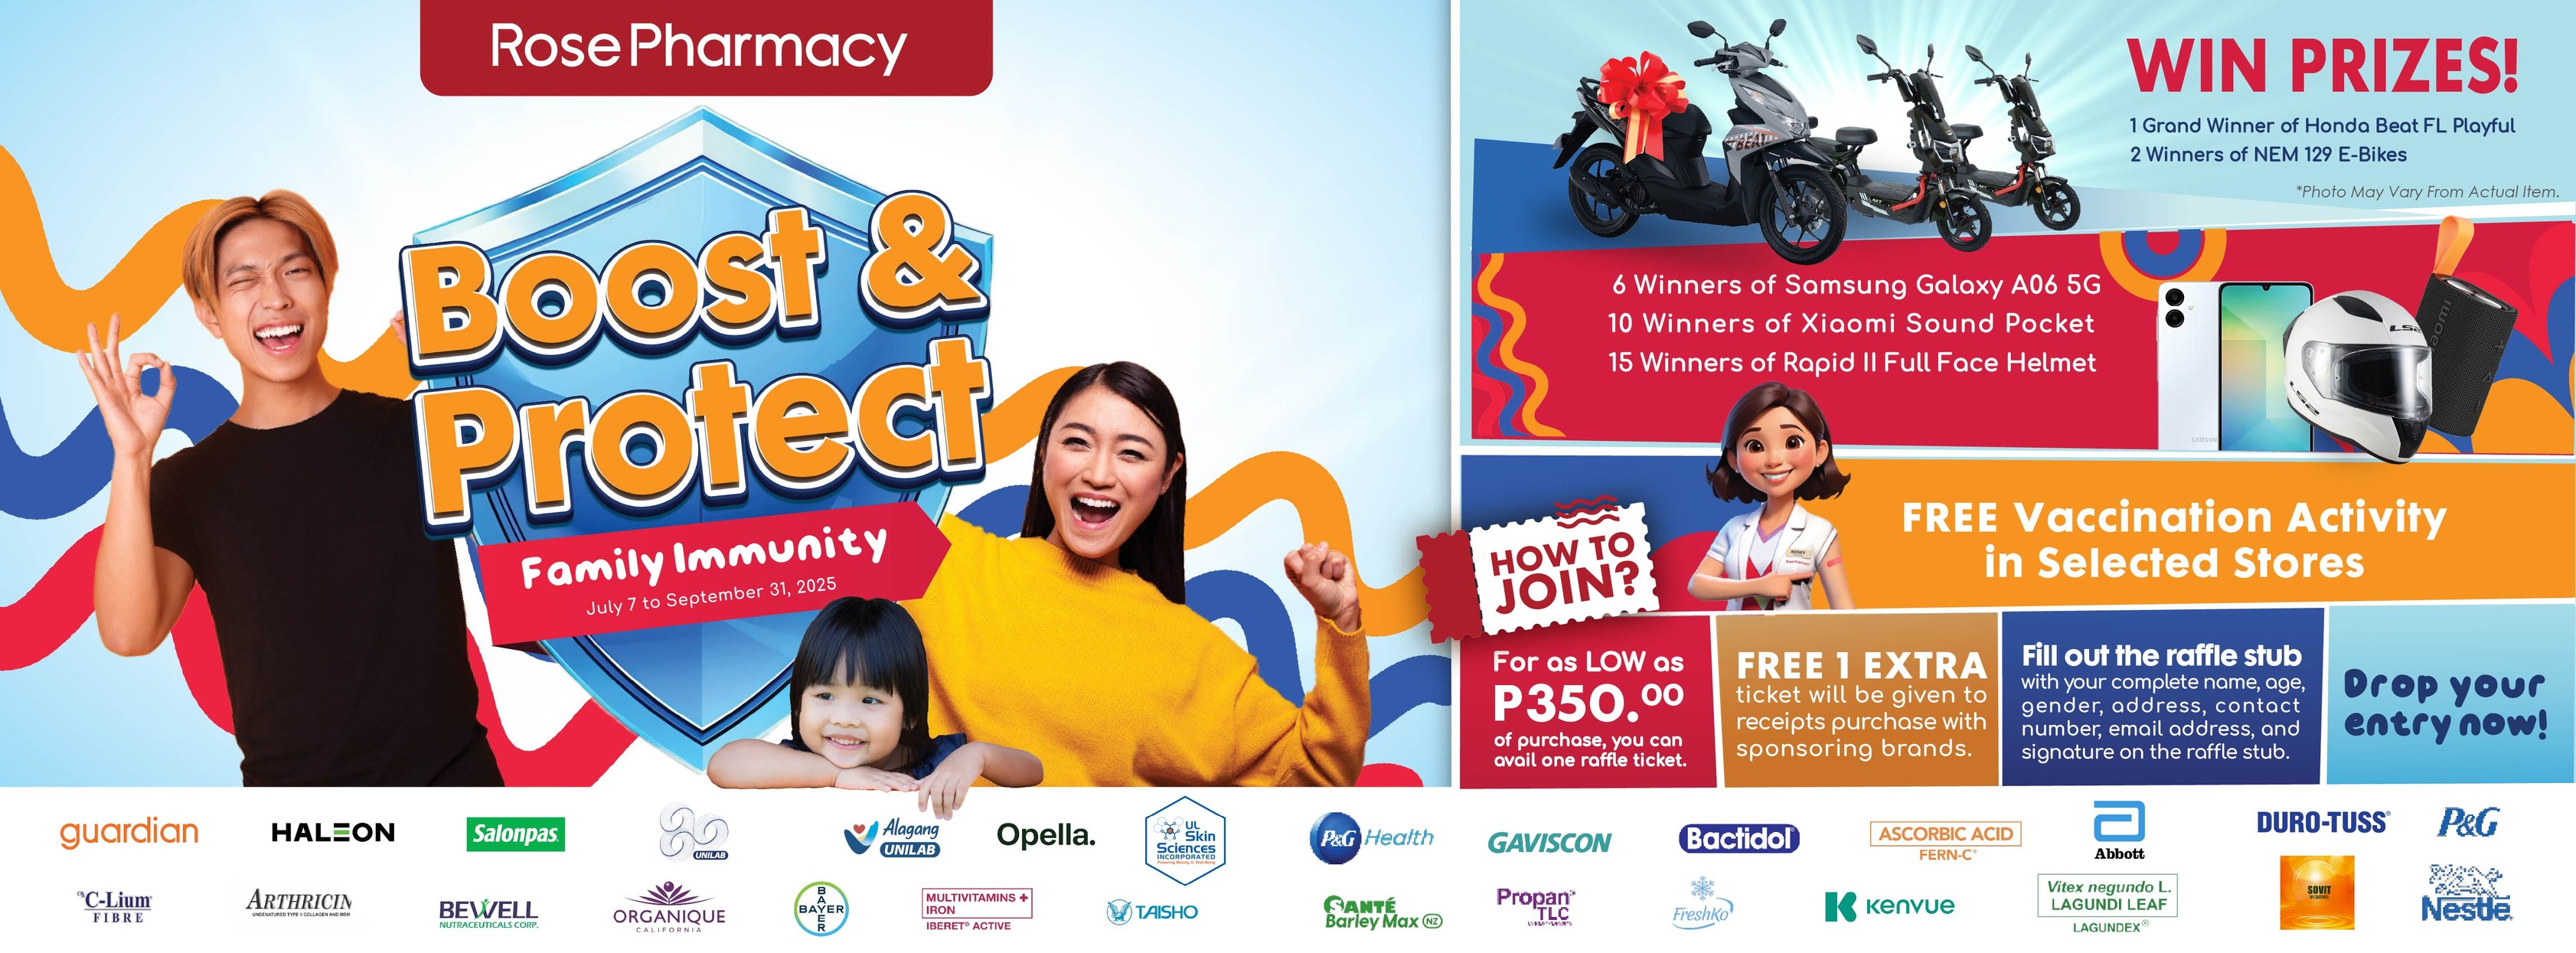 Rose Pharmacy
Boost &
Protect
Family Immunity
July 7 to September 31, 2025
WIN PRIZES!
1 Grand Winner of Honda Beat FL Playful
2 Winners of NEM 129 E-Bikes
*Photo May Vary From Actual Item.
6 Winners of Samsung Galaxy A06 5G
10 Winners of Xiaomi Sound Pocket
15 Winners of Rapid II Full Face Helmet
HOW TO
JOIN?
FREE Vaccination Activity
in Selected Stores
For as LOW as
P350.00
of purchase, you can
avail one raffle ticket.
FREE 1 EXTRA
ticket will be given to
receipts purchase with
sponsoring brands.
Fill out the raffle stub
with your complete name, age,
gender, address, contact
number, email address, and
signature on the raffle stub.
Drop your
entry now!
guardian
HALEON
Salonpas
80
UNILAB
Alagang
UNILAB
Opella.
UL
Skin
Sciences
INCORPORATED
P&G Health
GAVISCON
Bactidol
ASCORBIC ACID
FERN-C®
Abbott
DURO-TUSS®
P&G
C-Lium
FIBRE
ARTHRICIN
BEWELL
NUTRACEUTICALS CORP.
ORGANIQUE
CALIFORNIA
BAYER
BAYER
MULTIVITAMINS +
IRON
IBERET® ACTIVE
TAISHO
SANTÉ
Barley Max NZ
Propan
TLC
FreshKo
kenvue
Vitex negundo L.
LAGUNDI LEAF
LAGUNDEX®
SOVIT
Nestlé